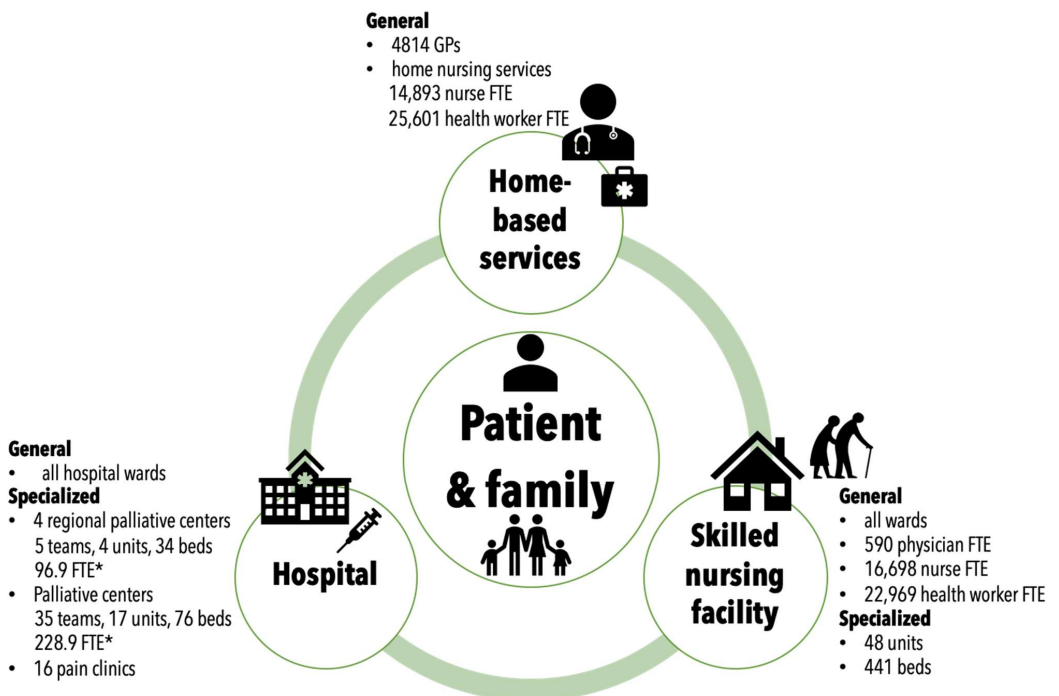 General
• 4814 GPs
• home nursing services
14,893 nurse FTE
25,601 health worker FTE
Home-
based
services
Patient
& family
General
• all hospital wards
Specialized
• 4 regional palliative centers
5 teams, 4 units, 34 beds
96.9 FTE*
• Palliative centers
35 teams, 17 units, 76 beds
228.9 FTE*
• 16 pain clinics
Hospital
Skilled
nursing
facility
General
• all wards
• 590 physician FTE
• 16,698 nurse FTE
• 22,969 health worker FTE
Specialized
• 48 units
• 441 beds